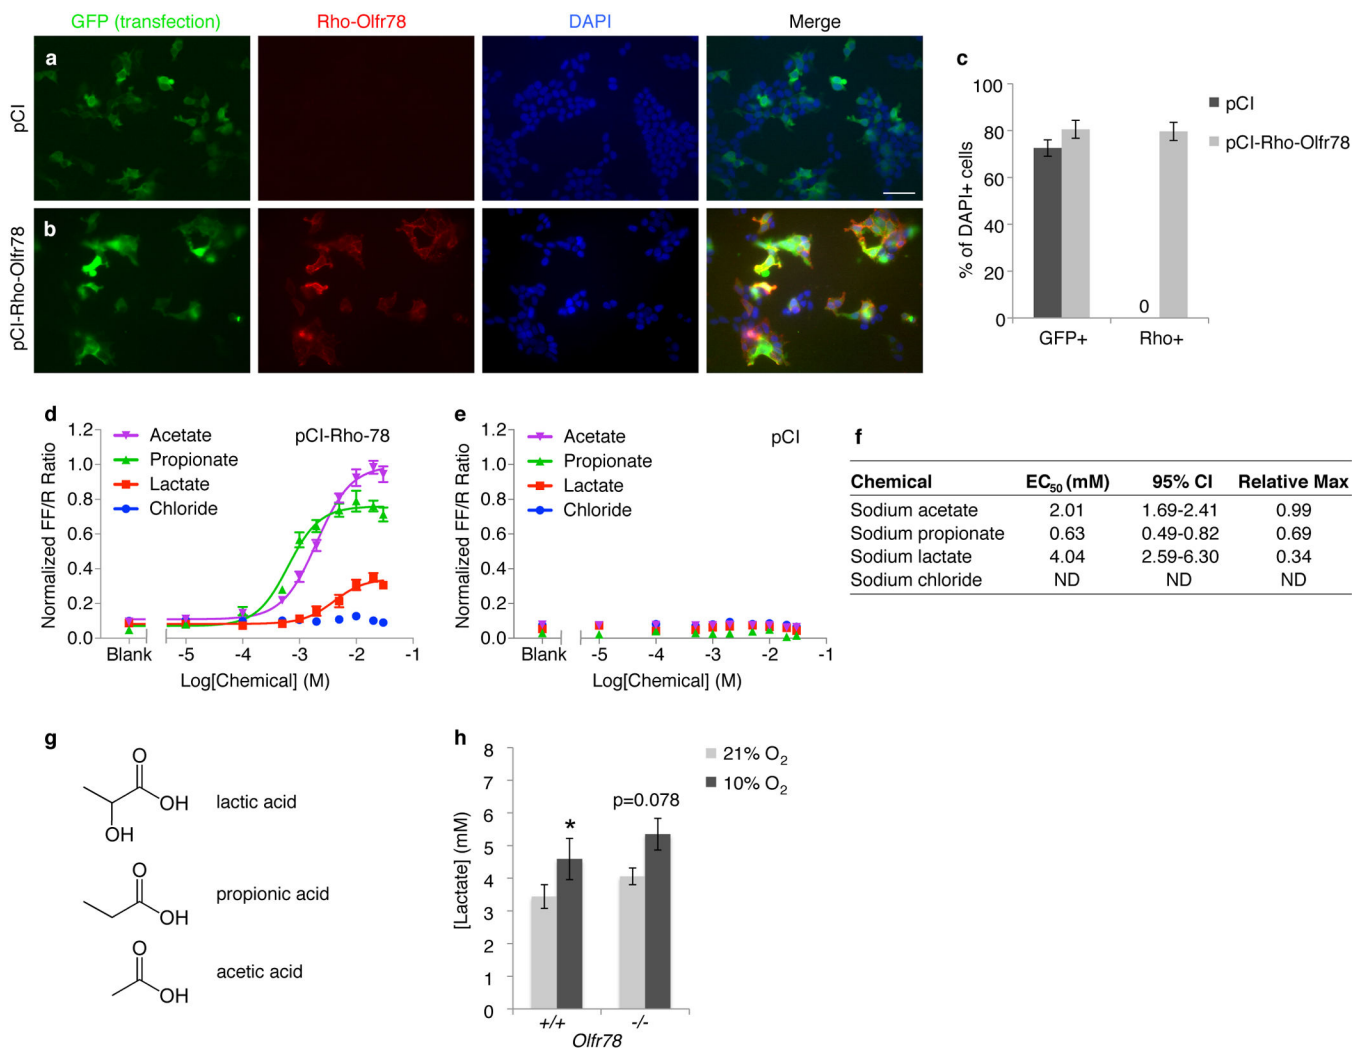 GFP (transfection) Rho-Olfr78 DAPI Merge
a
pCI
b
pCI-Rho-Olfr78
c
100
80
60
40
20
0
% of DAPI+ cells
0
GFP+ Rho+
pCI
pCI-Rho-Olfr78
d
1.2
1.0
0.8
0.6
0.4
0.2
0.0
Normalized FF/R Ratio
Acetate
Propionate
Lactate
Chloride
pCI-Rho-78
Blank -5 -4 -3 -2 -1
Log[Chemical] (M)
e
1.2
1.0
0.8
0.6
0.4
0.2
0.0
Normalized FF/R Ratio
Acetate
Propionate
Lactate
Chloride
pCI
Blank -5 -4 -3 -2 -1
Log[Chemical] (M)
f
Chemical EC50 (mM) 95% CI Relative Max
Sodium acetate 2.01 1.69-2.41 0.99
Sodium propionate 0.63 0.49-0.82 0.69
Sodium lactate 4.04 2.59-6.30 0.34
Sodium chloride ND ND ND
g
O
OH
OH
lactic acid
O
OH
propionic acid
O
OH
acetic acid
h
8
7
6
5
4
3
2
1
0
[Lactate] (mM)
*
p=0.078
21% O2
10% O2
+/+ -/-
Olfr78